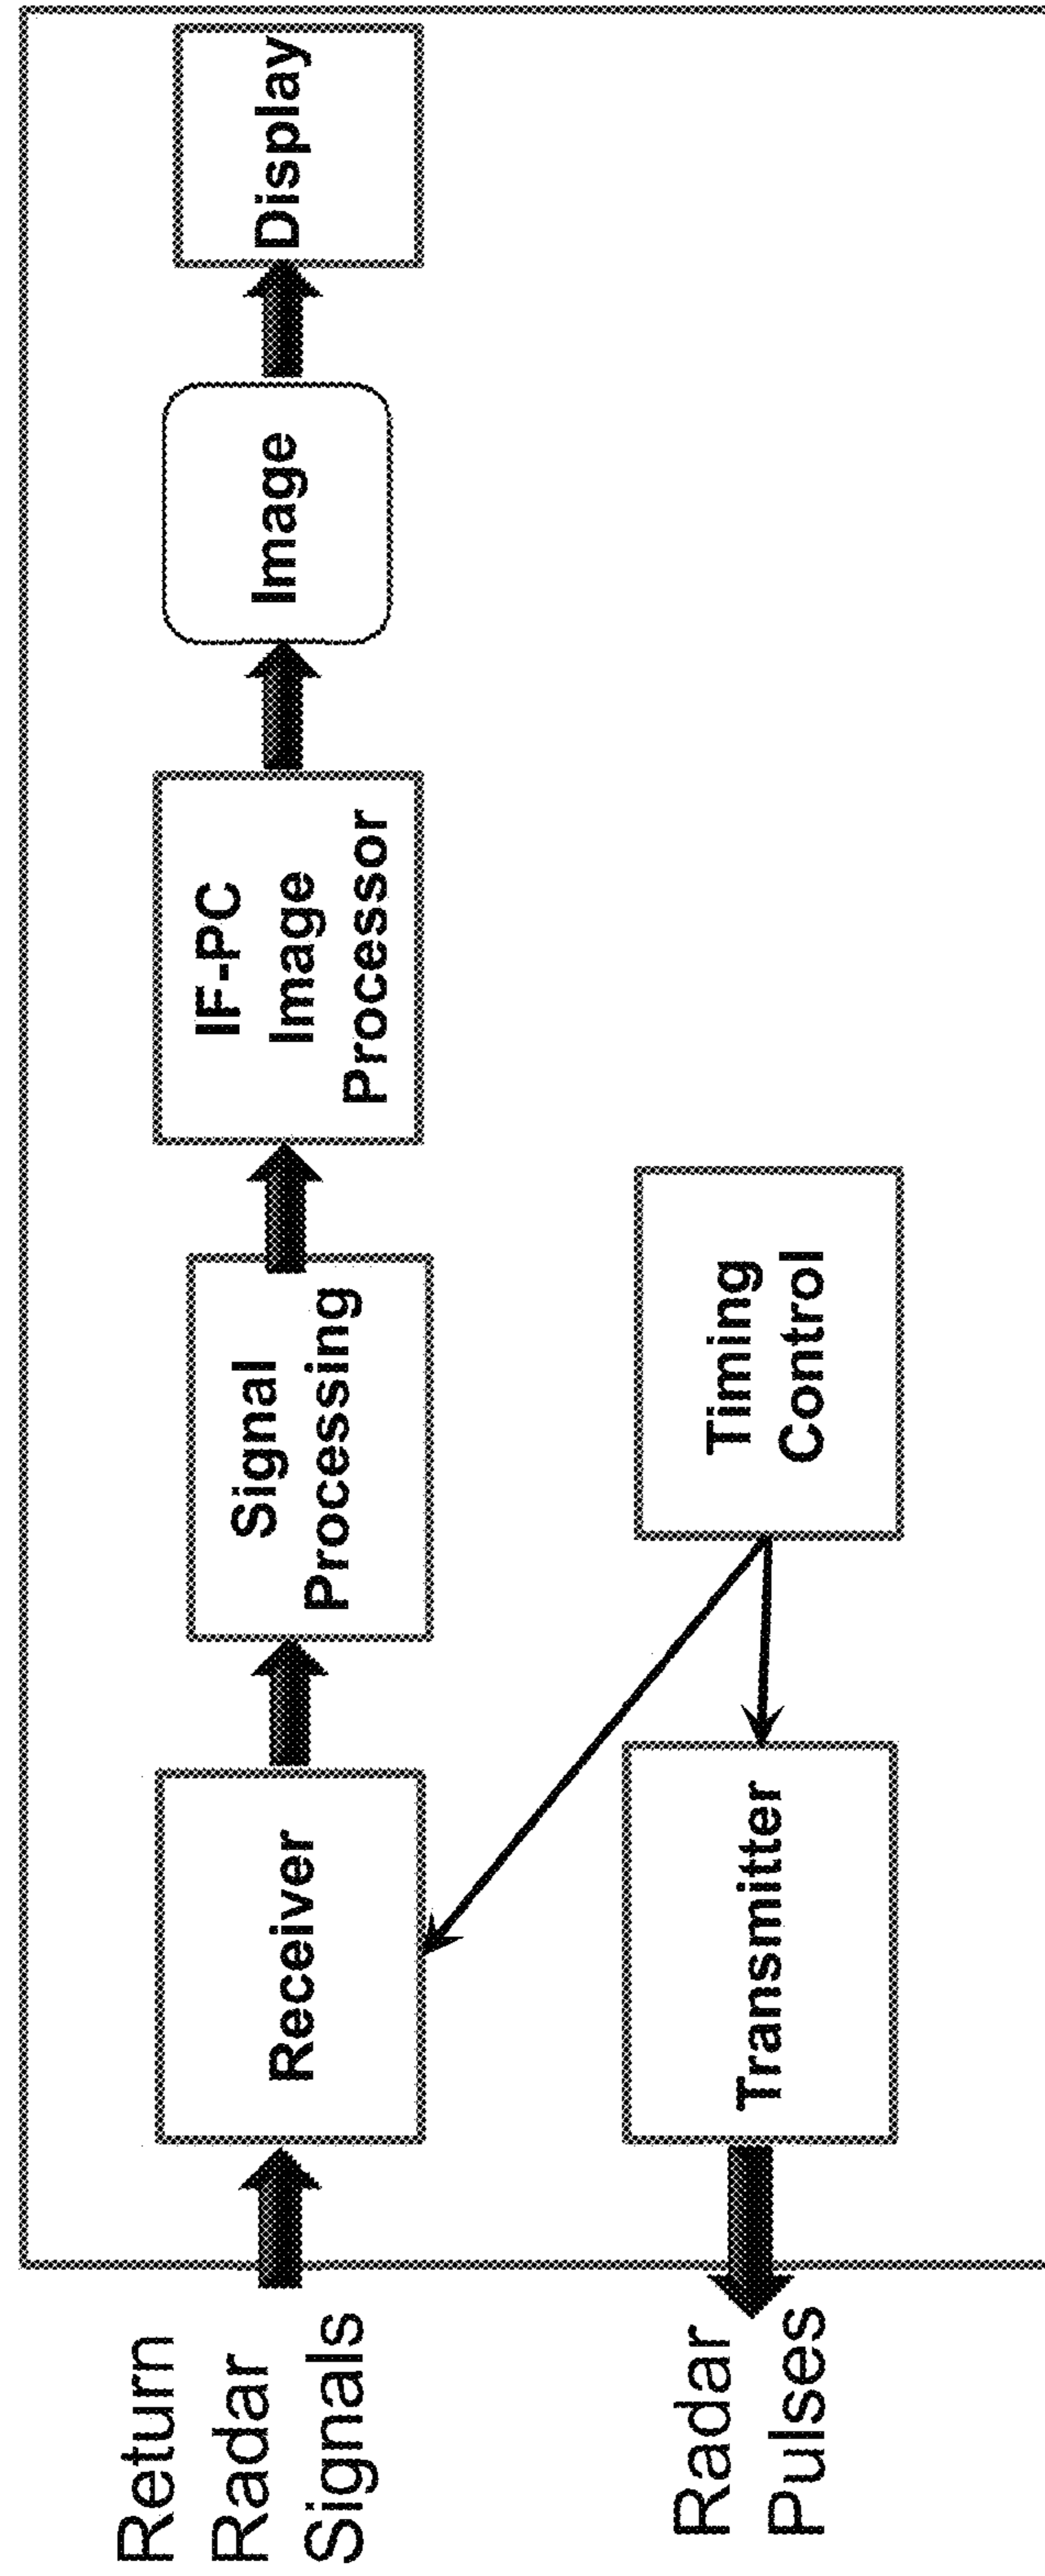 Return
Radar
Signals
Receiver
Signal
Processing
IF-PC
Image
Processor
Image
Display
Radar
Pulses
Transmitter
Timing
Control